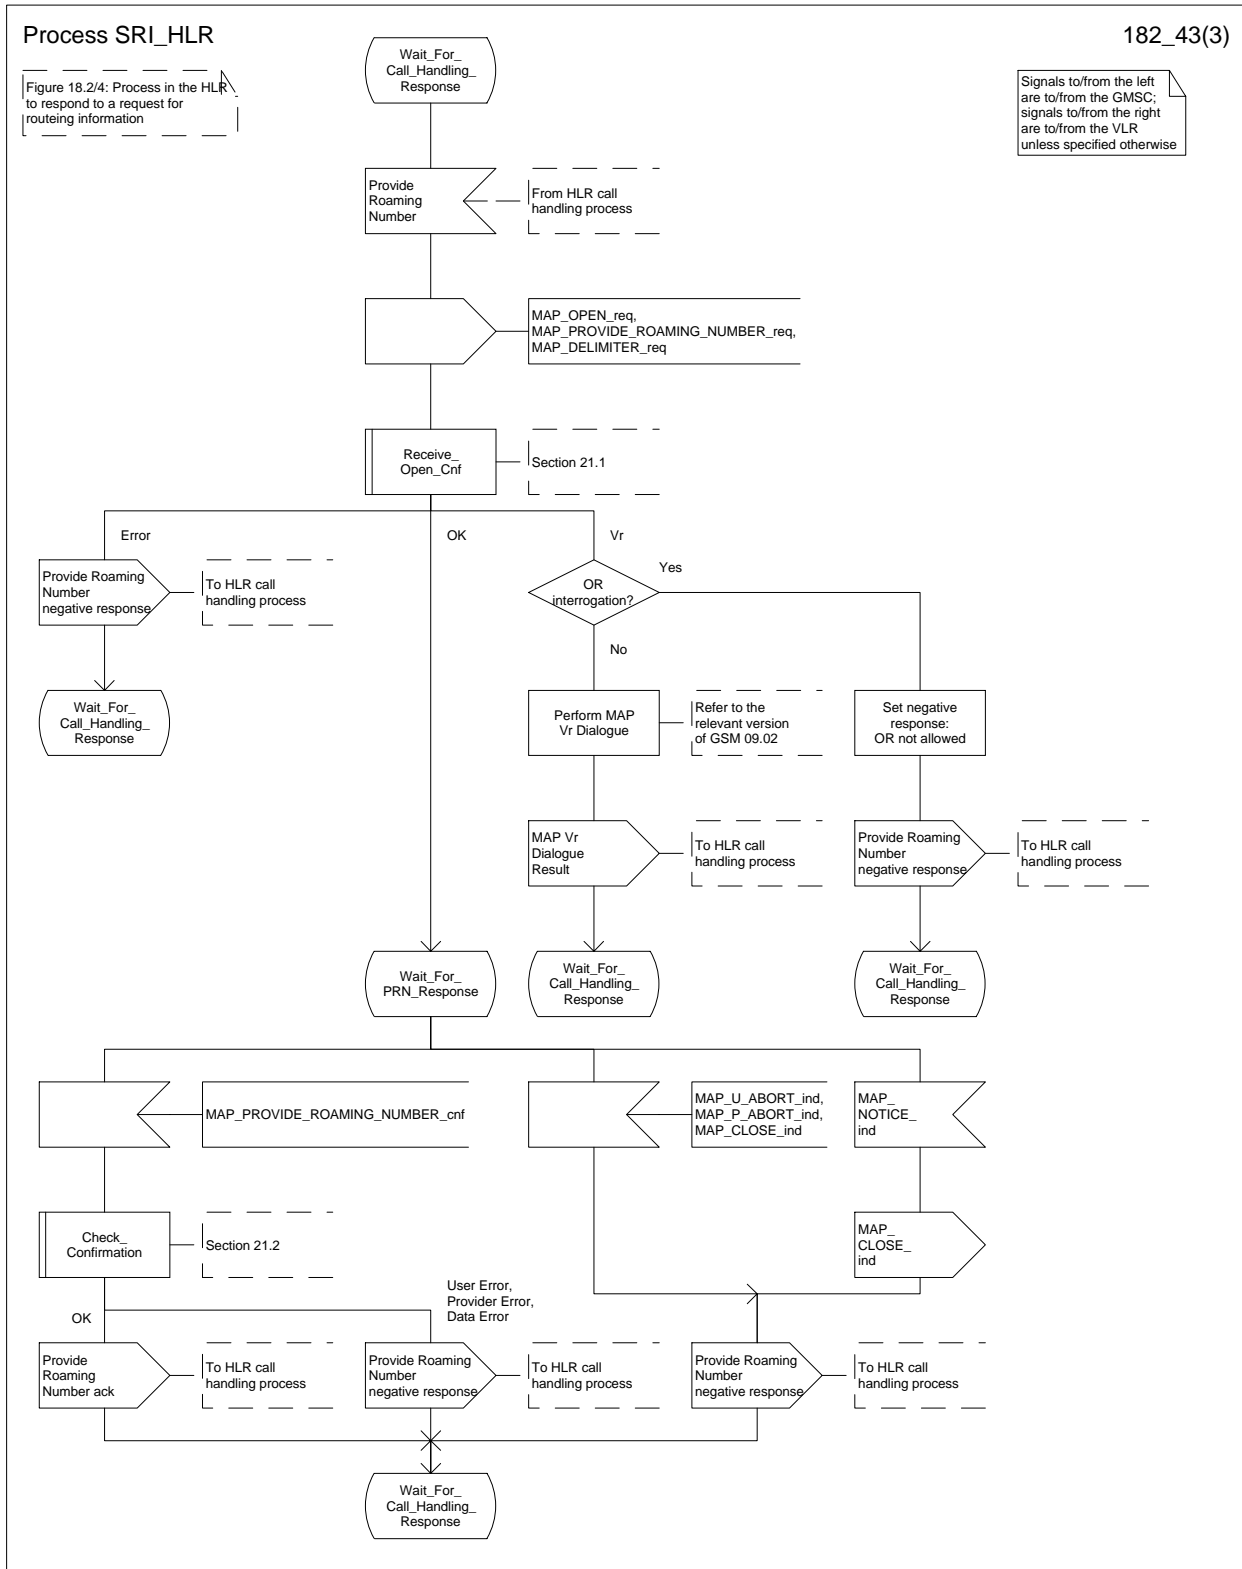 Process SRI_HLR
182_43(3)
Figure 18.2/4: Process in the HLR
to respond to a request for
routeing information
Signals to/from the left
are to/from the GMSC;
signals to/from the right
are to/from the VLR
unless specified otherwise
Wait_For_
Call_Handling_
Response
Provide
Roaming
Number
From HLR call
handling process
MAP_OPEN_req,
MAP_PROVIDE_ROAMING_NUMBER_req,
MAP_DELIMITER_req
Receive_
Open_Cnf
Section 21.1
Error
OK
Vr
Provide Roaming
Number
negative response
To HLR call
handling process
OR
interrogation?
Yes
No
Wait_For_
Call_Handling_
Response
Perform MAP
Vr Dialogue
Refer to the
relevant version
of GSM 09.02
Set negative
response:
OR not allowed
MAP Vr
Dialogue
Result
To HLR call
handling process
Provide Roaming
Number
negative response
To HLR call
handling process
Wait_For_
PRN_Response
Wait_For_
Call_Handling_
Response
Wait_For_
Call_Handling_
Response
MAP_PROVIDE_ROAMING_NUMBER_cnf
MAP_U_ABORT_ind,
MAP_P_ABORT_ind,
MAP_CLOSE_ind
MAP_
NOTICE_
ind
Check_
Confirmation
Section 21.2
MAP_
CLOSE_
ind
User Error,
Provider Error,
Data Error
OK
Provide
Roaming
Number ack
To HLR call
handling process
Provide Roaming
Number
negative response
To HLR call
handling process
Provide Roaming
Number
negative response
To HLR call
handling process
Wait_For_
Call_Handling_
Response